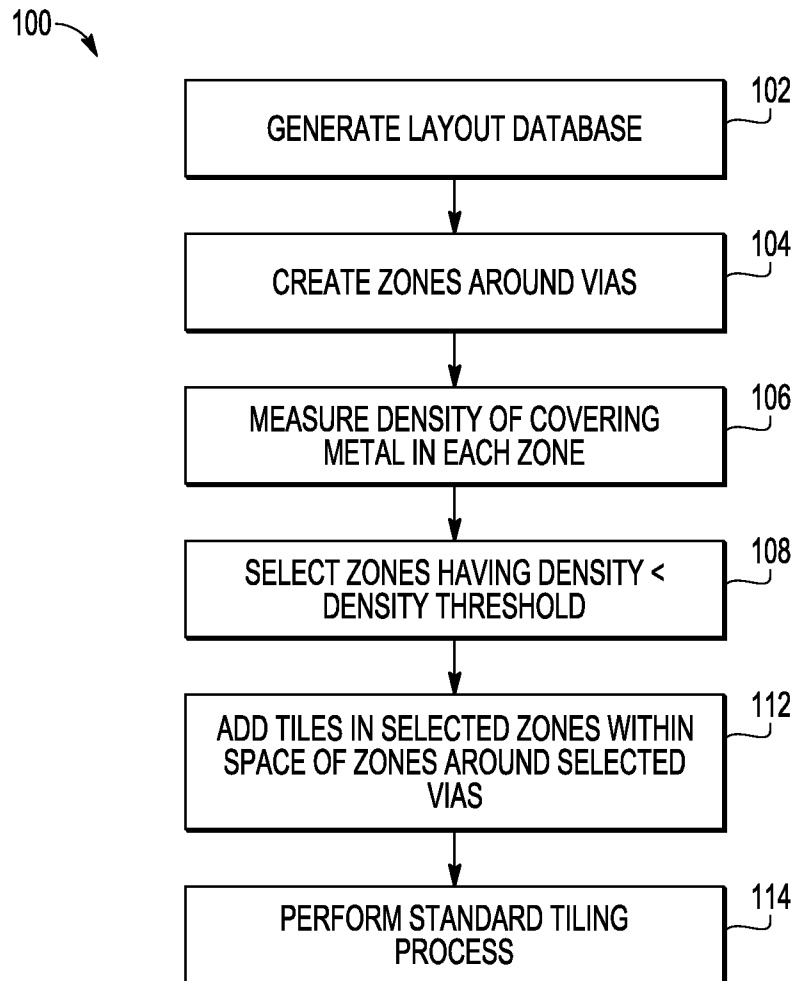 100
GENERATE LAYOUT DATABASE
102
CREATE ZONES AROUND VIAS
104
MEASURE DENSITY OF COVERING
METAL IN EACH ZONE
106
SELECT ZONES HAVING DENSITY <
DENSITY THRESHOLD
108
ADD TILES IN SELECTED ZONES WITHIN
SPACE OF ZONES AROUND SELECTED
VIAS
112
PERFORM STANDARD TILING
PROCESS
114